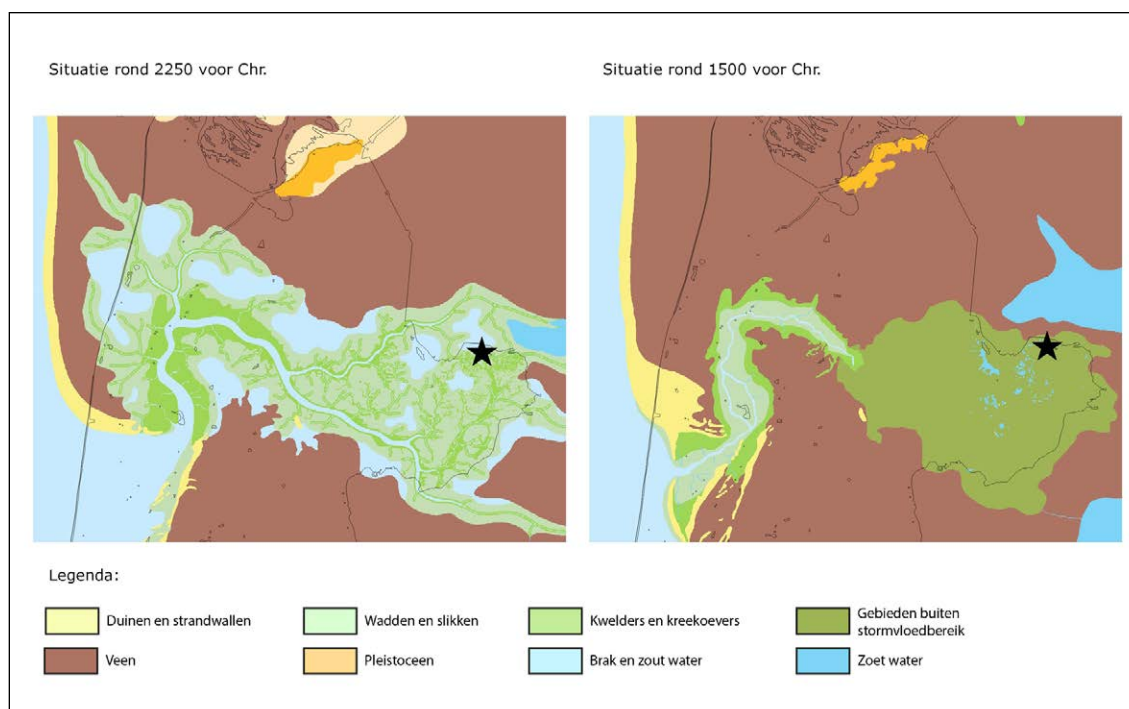 Situatie rond 2250 voor Chr.
Situatie rond 1500 voor Chr.
Legenda:
Duinen en strandwallen
Wadden en slikken
Kwelders en kreekoevers
Gebieden buiten
stormvloedbereik
Veen
Pleistoceen
Brak en zout water
Zoet water